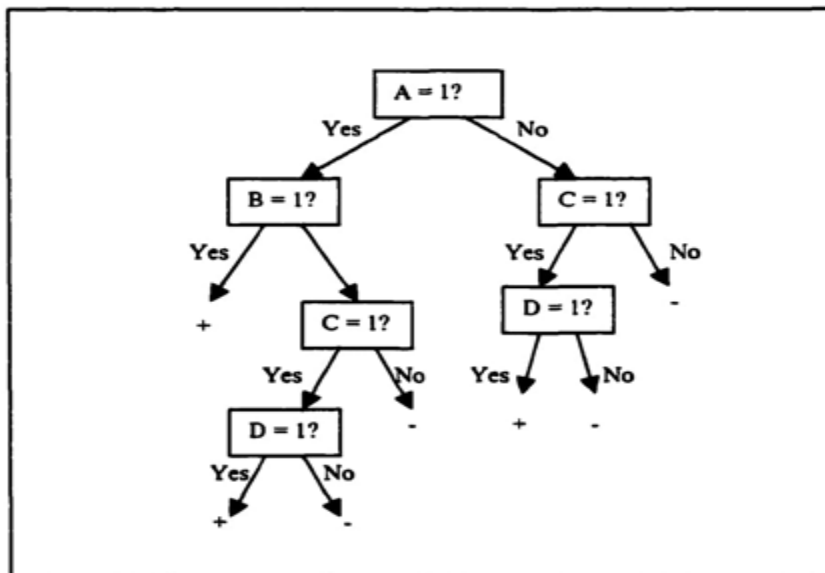 A = 1?
Yes No
B = 1? C = 1?
Yes Yes No
+ C = 1? D = 1? -
Yes No Yes No
D = 1? - + -
Yes No
+ -